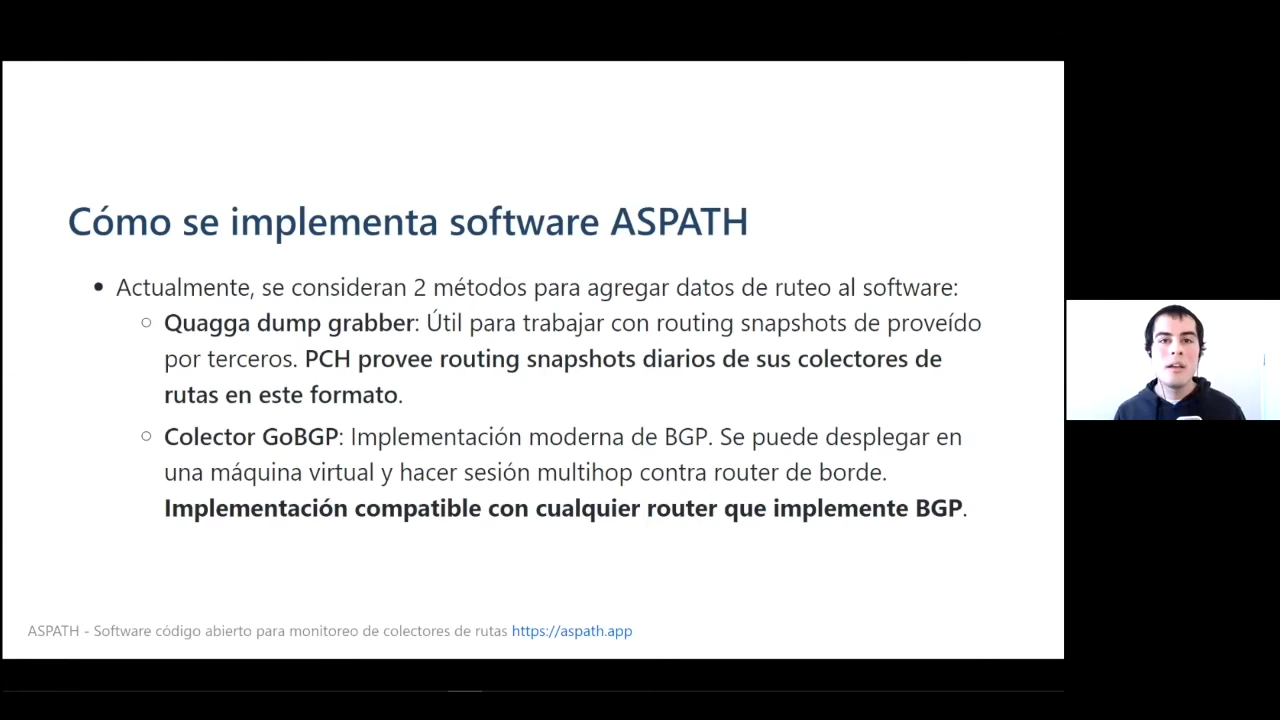 Cómo se implementa software ASPATH
• Actualmente, se consideran 2 métodos para agregar datos de ruteo al software:
○ Quagga dump grabber: Útil para trabajar con routing snapshots de proveído
por terceros. PCH provee routing snapshots diarios de sus colectores de
rutas en este formato.
○ Colector GoBGP: Implementación moderna de BGP. Se puede desplegar en
una máquina virtual y hacer sesión multihop contra router de borde.
Implementación compatible con cualquier router que implemente BGP.
ASPATH - Software código abierto para monitoreo de colectores de rutas https://aspath.app